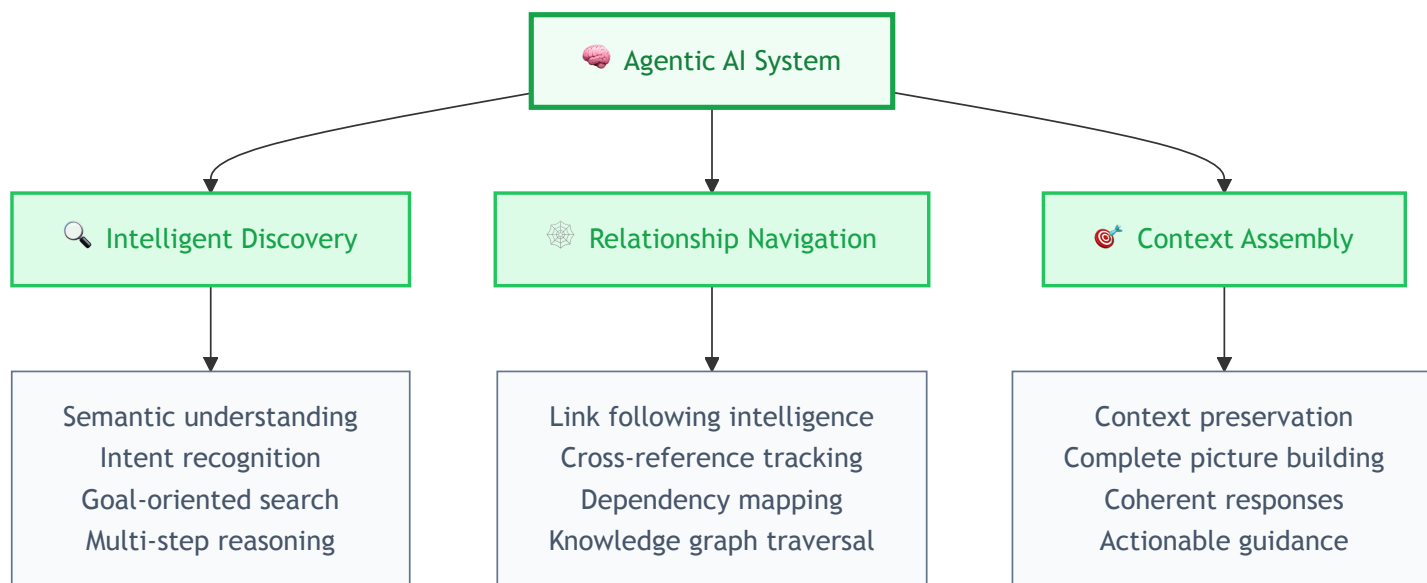 Agentic AI System
Intelligent Discovery
Relationship Navigation
Context Assembly
Semantic understanding
Intent recognition
Goal-oriented search
Multi-step reasoning
Link following intelligence
Cross-reference tracking
Dependency mapping
Knowledge graph traversal
Context preservation
Complete picture building
Coherent responses
Actionable guidance